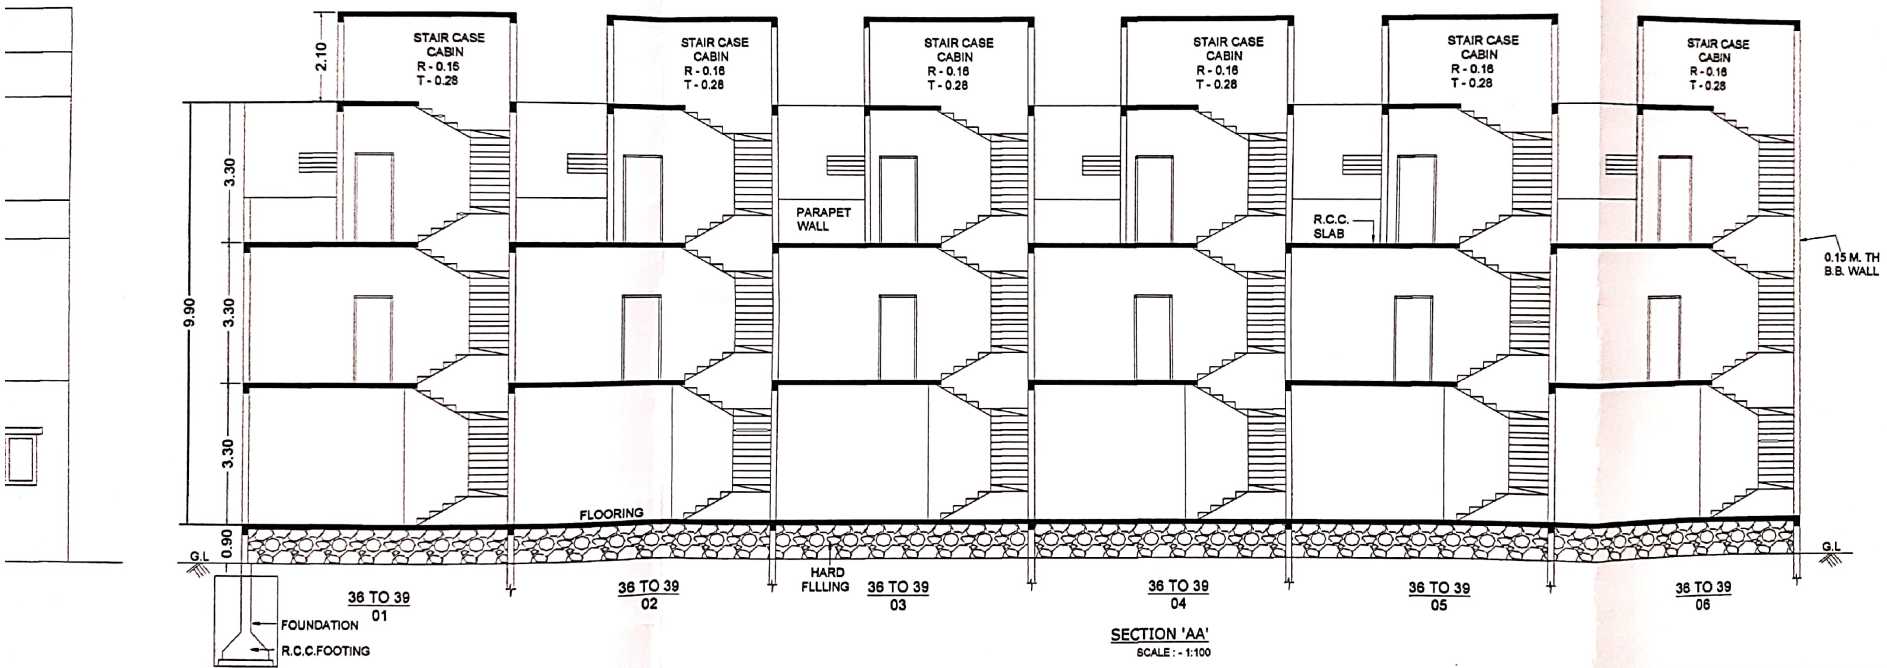 2.10
STAIR CASE
CABIN
R - 0.16
T - 0.28
STAIR CASE
CABIN
R - 0.16
T - 0.28
STAIR CASE
CABIN
R - 0.16
T - 0.28
STAIR CASE
CABIN
R - 0.16
T - 0.28
STAIR CASE
CABIN
R - 0.16
T - 0.28
STAIR CASE
CABIN
R - 0.16
T - 0.28
9.90
3.30
3.30
3.30
0.90
PARAPET
WALL
R.C.C.
SLAB
0.15 M. TH
B.B. WALL
FLOORING
G.L
G.L
HARD
FLLLING
36 TO 39
01
36 TO 39
02
36 TO 39
03
36 TO 39
04
36 TO 39
05
36 TO 39
06
FOUNDATION
R.C.C.FOOTING
SECTION 'AA'
SCALE : - 1:100